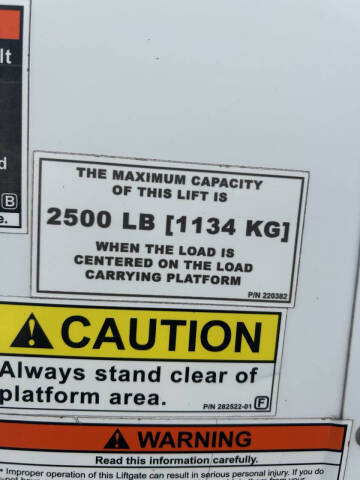 lt
d
B
e.
THE MAXIMUM CAPACITY
OF THIS LIFT IS
2500 LB [1134 KG]
WHEN THE LOAD IS
CENTERED ON THE LOAD
CARRYING PLATFORM
P/N 220382
CAUTION
Always stand clear of
platform area.
P/N 282522-01 F
WARNING
Read this information carefully.
• Improper operation of this Liftgate can result in serious personal injury. If you do